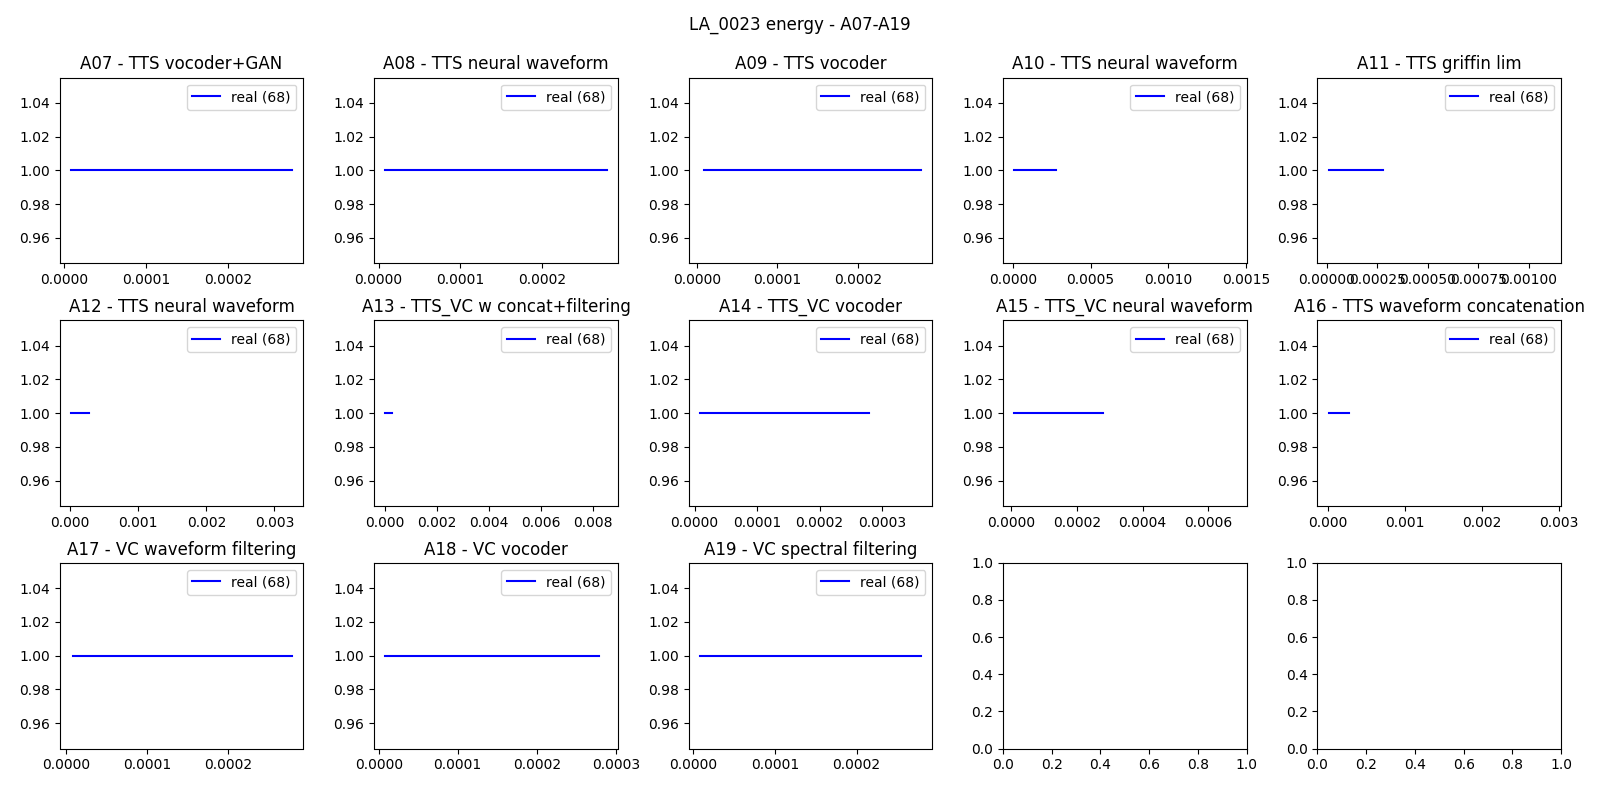 LA_0023 energy - A07-A19
A07 - TTS vocoder+GAN
real (68)
1.04
1.02
1.00
0.98
0.96
0.0000 0.0001 0.0002
A08 - TTS neural waveform
real (68)
1.04
1.02
1.00
0.98
0.96
0.0000 0.0001 0.0002
A09 - TTS vocoder
real (68)
1.04
1.02
1.00
0.98
0.96
0.0000 0.0001 0.0002
A10 - TTS neural waveform
real (68)
1.04
1.02
1.00
0.98
0.96
0.0000 0.0005 0.0010 0.0015
A11 - TTS griffin lim
real (68)
1.04
1.02
1.00
0.98
0.96
0.00000 0.00025 0.00050 0.00075 0.00100
A12 - TTS neural waveform
real (68)
1.04
1.02
1.00
0.98
0.96
0.000 0.001 0.002 0.003
A13 - TTS_VC w concat+filtering
real (68)
1.04
1.02
1.00
0.98
0.96
0.000 0.002 0.004 0.006 0.008
A14 - TTS_VC vocoder
real (68)
1.04
1.02
1.00
0.98
0.96
0.0000 0.0001 0.0002 0.0003
A15 - TTS_VC neural waveform
real (68)
1.04
1.02
1.00
0.98
0.96
0.0000 0.0002 0.0004 0.0006
A16 - TTS waveform concatenation
real (68)
1.04
1.02
1.00
0.98
0.96
0.000 0.001 0.002 0.003
A17 - VC waveform filtering
real (68)
1.04
1.02
1.00
0.98
0.96
0.0000 0.0001 0.0002
A18 - VC vocoder
real (68)
1.04
1.02
1.00
0.98
0.96
0.0000 0.0001 0.0002 0.0003
A19 - VC spectral filtering
real (68)
1.04
1.02
1.00
0.98
0.96
0.0000 0.0001 0.0002
1.0
0.8
0.6
0.4
0.2
0.0
0.0 0.2 0.4 0.6 0.8 1.0
1.0
0.8
0.6
0.4
0.2
0.0
0.0 0.2 0.4 0.6 0.8 1.0